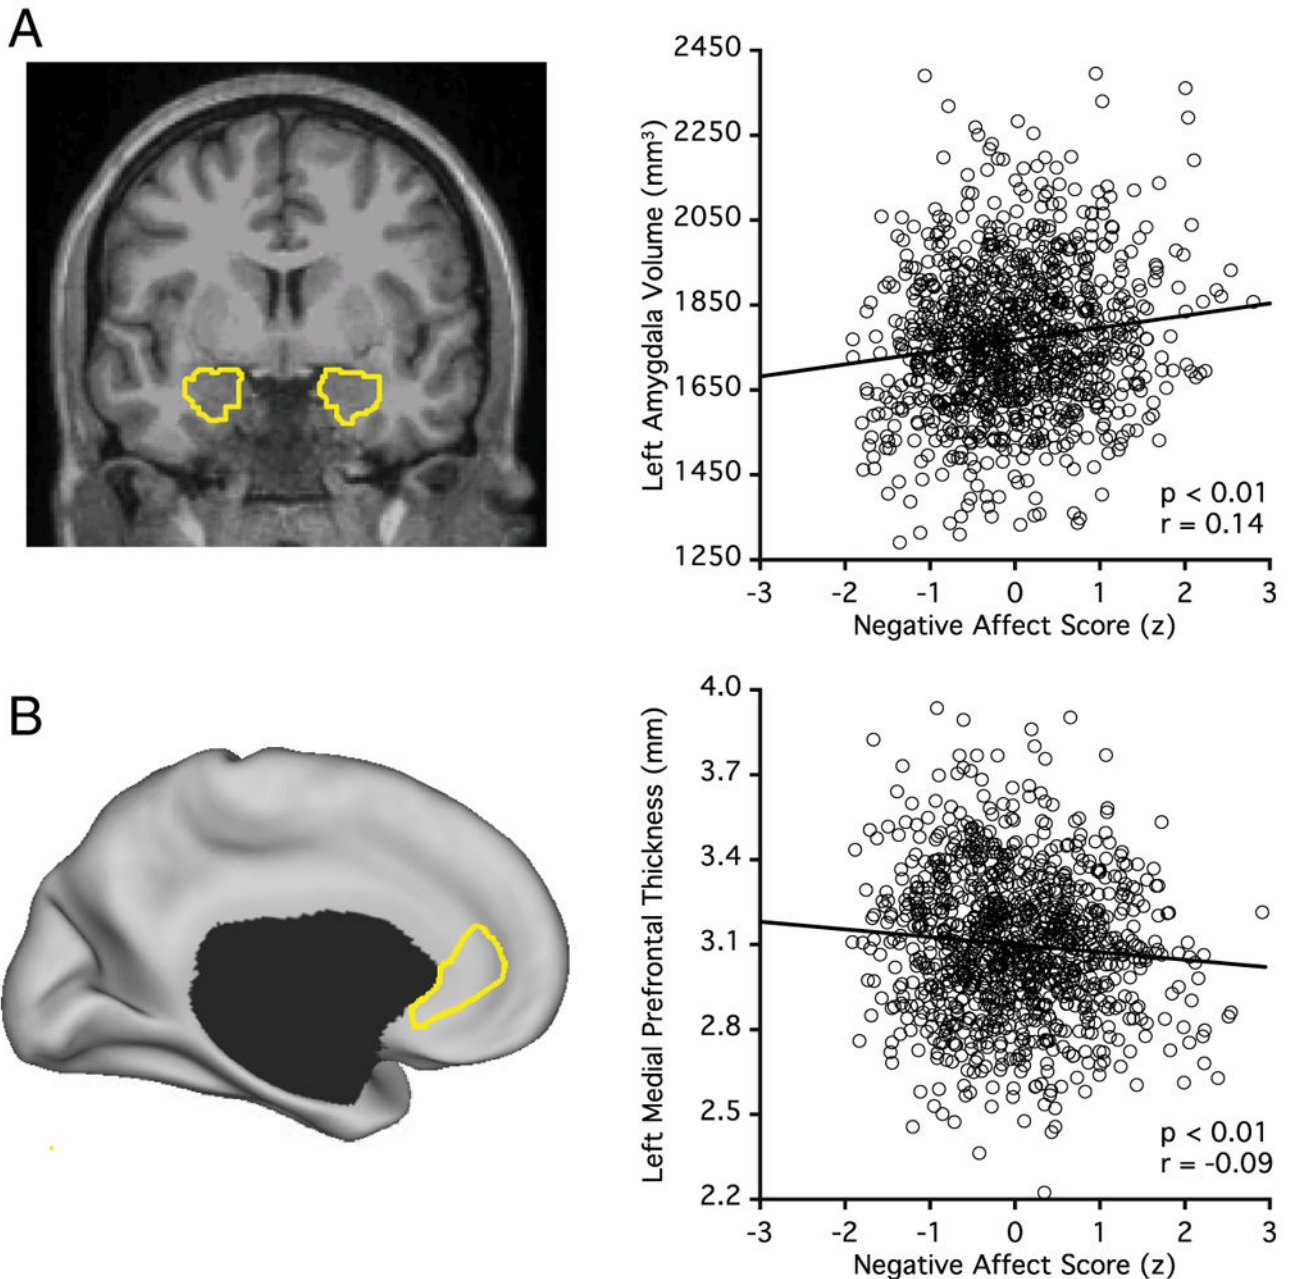 A
2450
2250
2050
1850
1650
1450
1250
Left Amygdala Volume (mm³)
p < 0.01
r = 0.14
-3 -2 -1 0 1 2 3
Negative Affect Score (z)
B
4.0
3.7
3.4
3.1
2.8
2.5
2.2
Left Medial Prefrontal Thickness (mm)
p < 0.01
r = -0.09
-3 -2 -1 0 1 2 3
Negative Affect Score (z)